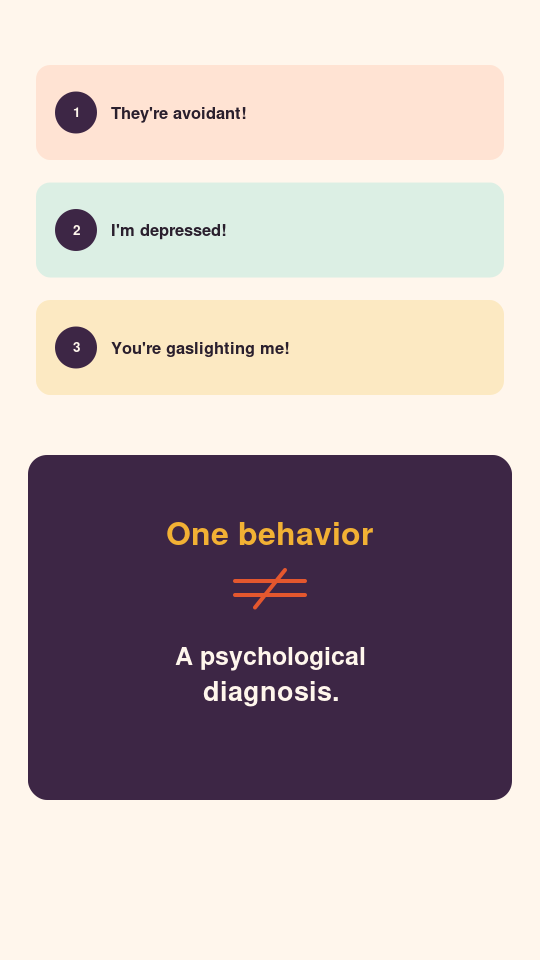 1 They're avoidant!
2 I'm depressed!
3 You're gaslighting me!
One behavior
≠
A psychological
diagnosis.